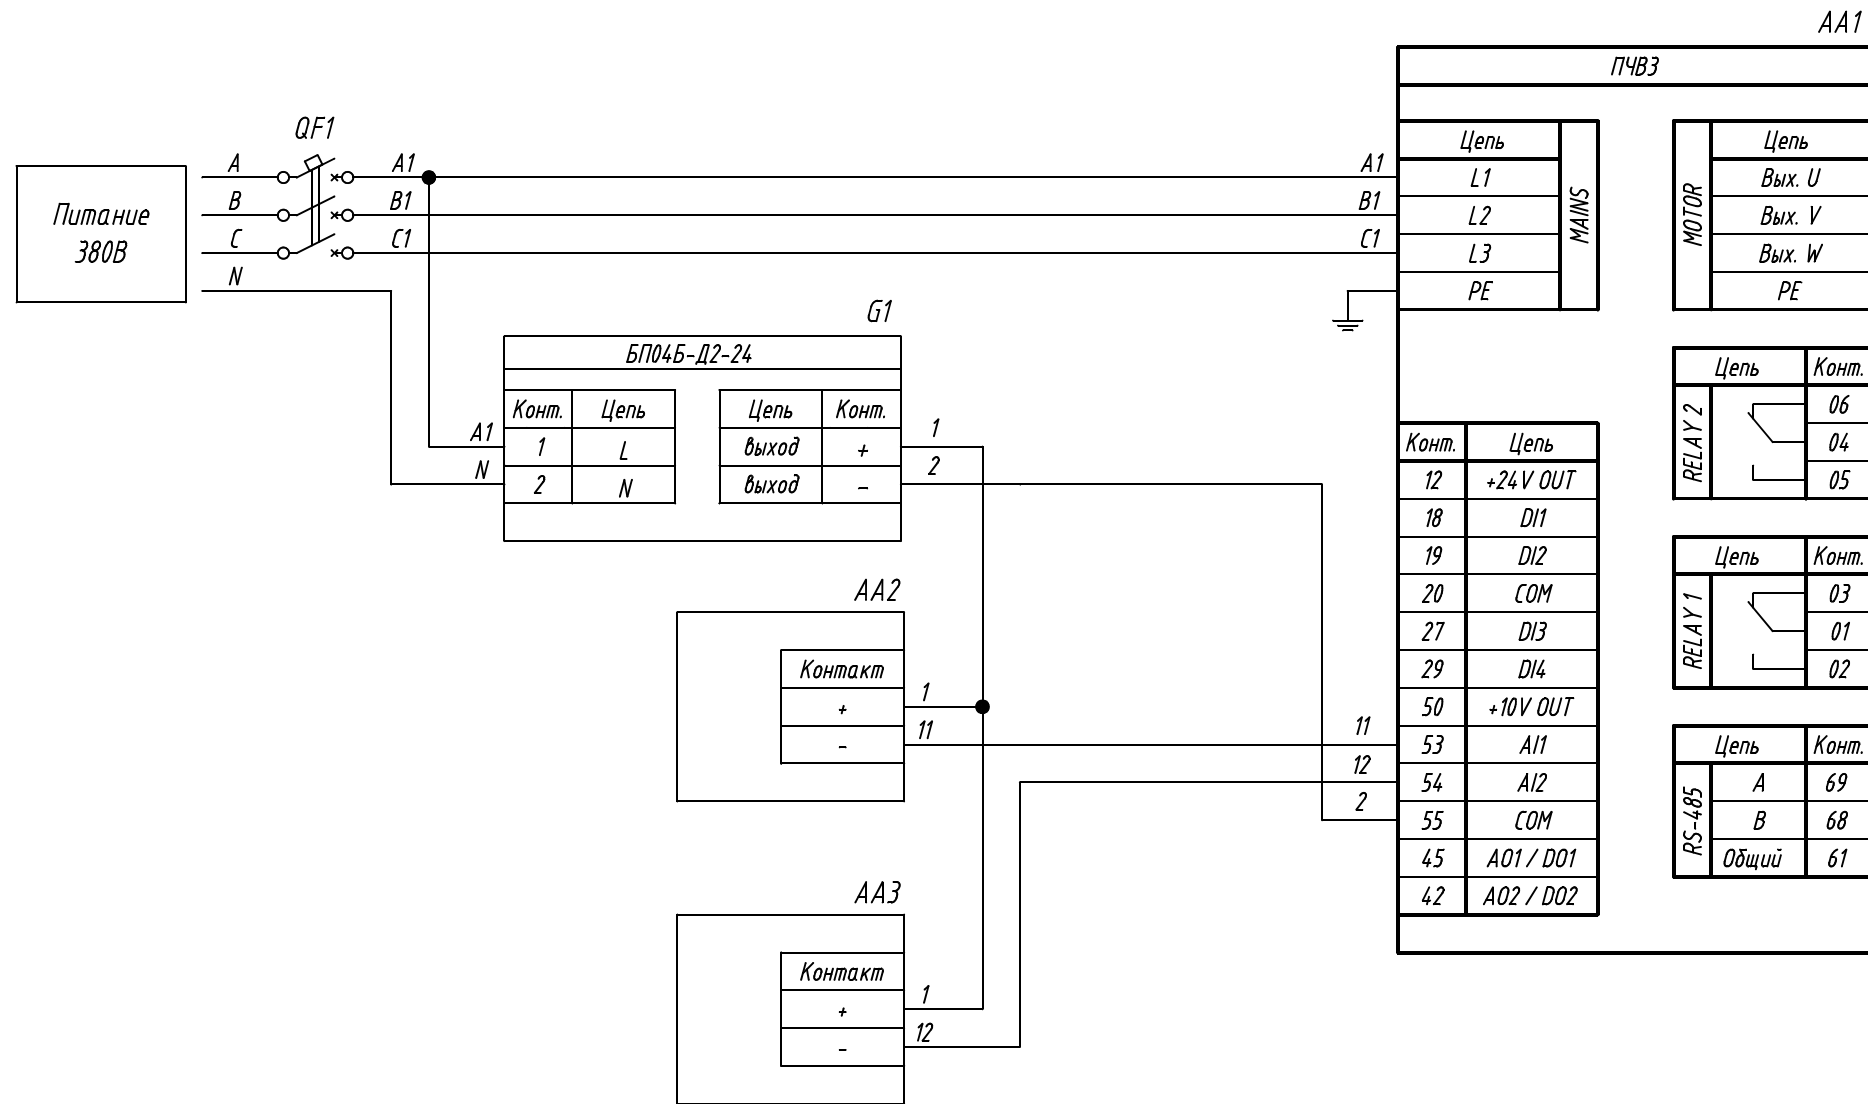 AA1
ПЧВ3
QF1
Питание
380В
A
B
C
N
A1
B1
C1
A1
B1
C1
Цепь
L1
L2
L3
PE
MAINS
MOTOR
Цепь
Вых. U
Вых. V
Вых. W
PE
G1
БП04Б-Д2-24
Конт. Цепь
1 L
2 N
A1
N
Цепь Конт.
выход +
выход -
1
2
Цепь Конт.
RELAY 2
06
04
05
Конт. Цепь
12 +24V OUT
18 DI1
19 DI2
20 COM
27 DI3
29 DI4
50 +10V OUT
53 AI1
54 AI2
55 COM
45 AO1 / DO1
42 AO2 / DO2
11
12
2
Цепь Конт.
RELAY 1
03
01
02
Цепь Конт.
RS-485
A 69
B 68
Общий 61
AA2
Контакт
+
-
1
11
AA3
Контакт
+
-
1
12